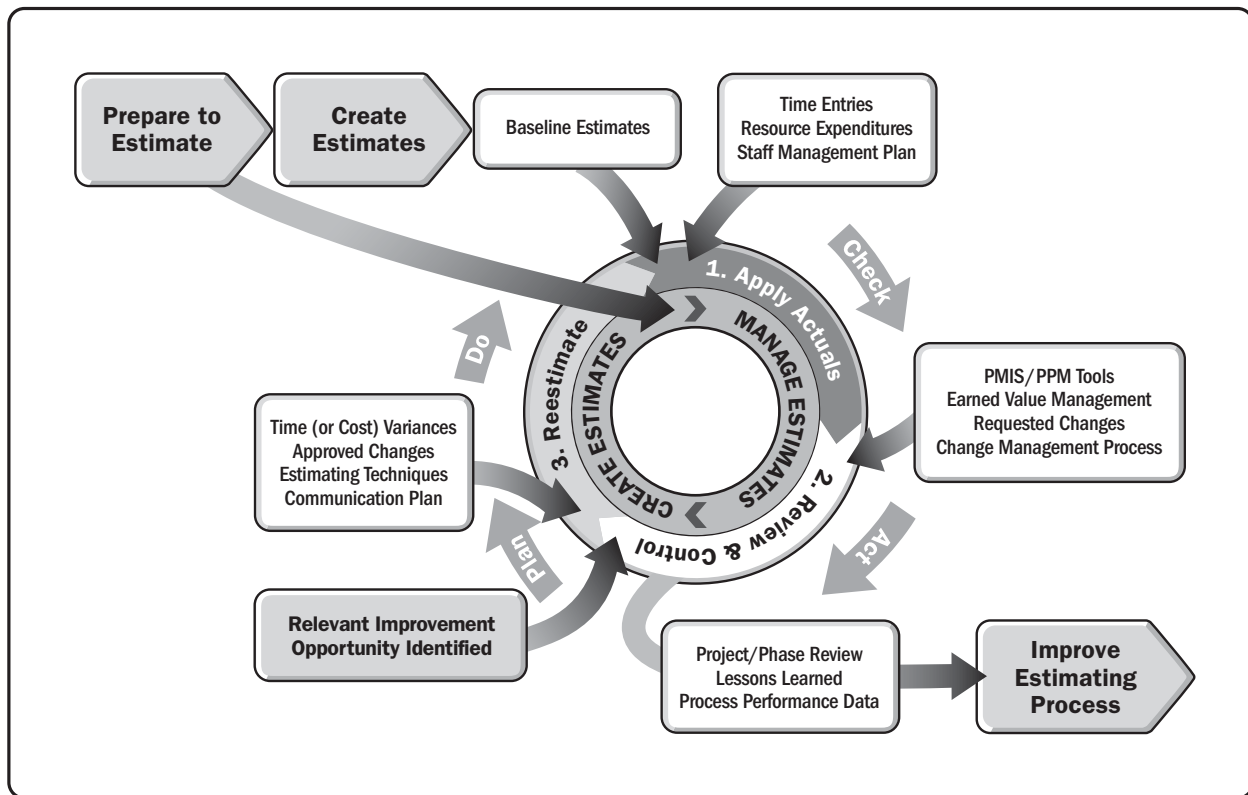 Prepare to
Estimate
Create
Estimates
Baseline Estimates
Time Entries
Resource Expenditures
Staff Management Plan
Check
1. Apply Actuals
MANAGE ESTIMATES
CREATE ESTIMATES
3. Reestimate
Do
PMIS/PPM Tools
Earned Value Management
Requested Changes
Change Management Process
Time (or Cost) Variances
Approved Changes
Estimating Techniques
Communication Plan
2. Review & Control
Act
Plan
Relevant Improvement
Opportunity Identified
Project/Phase Review
Lessons Learned
Process Performance Data
Improve
Estimating
Process